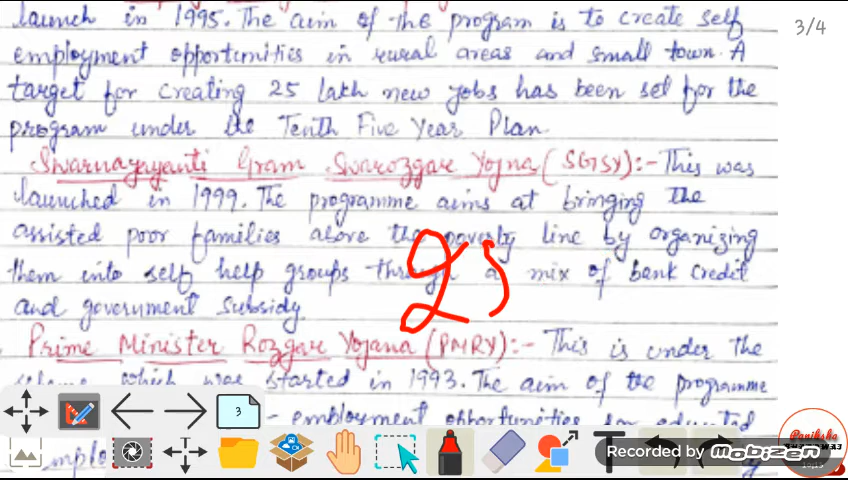 launch in 1995. The aim of the program is to create self
employment opportunities in rural areas and small town. A
target for creating 25 Lakh new jobs has been set for the
program under the Tenth Five Year Plan
Swarnayayanti Gram Swarozgar Yojna (SGSY):- This was
launched in 1999. The programme aims at bringing the
assisted poor families above the poverty line by organizing
them into self help groups through a mix of bank credit
and government subsidy.
25
Prime Minister Rozgar Yojana (PMRY):- This is under the
scheme which was started in 1993. The aim of the programme
- employment opportunities for educated
3/4
3
T
Recorded by mobizen